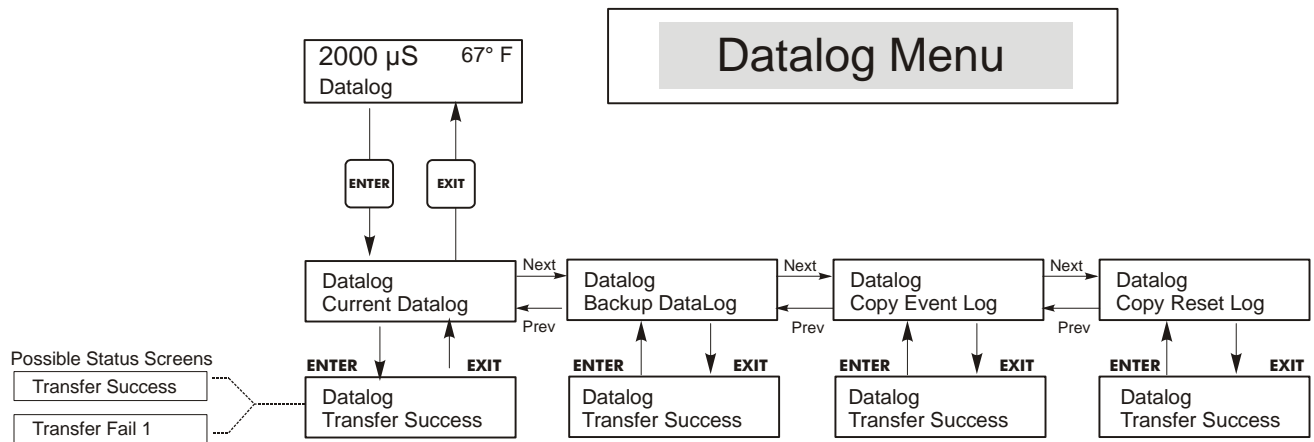 Datalog Menu
2000 µS 67° F
Datalog
ENTER EXIT
Datalog
Current Datalog
Next
Prev
Datalog
Backup DataLog
Next
Prev
Datalog
Copy Event Log
Next
Prev
Datalog
Copy Reset Log
Possible Status Screens
Transfer Success
Transfer Fail 1
ENTER EXIT
Datalog
Transfer Success
ENTER EXIT
Datalog
Transfer Success
ENTER EXIT
Datalog
Transfer Success
ENTER EXIT
Datalog
Transfer Success